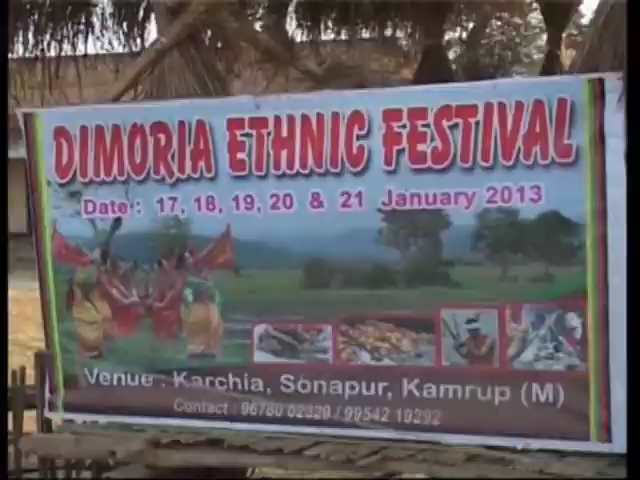 DIMORIA ETHNIC FESTIVAL
Date : 17, 18, 19, 20 & 21 January 2013
Venue : Karchia, Sonapur, Kamrup (M)
Contact : 96780 02329 / 99542 19292